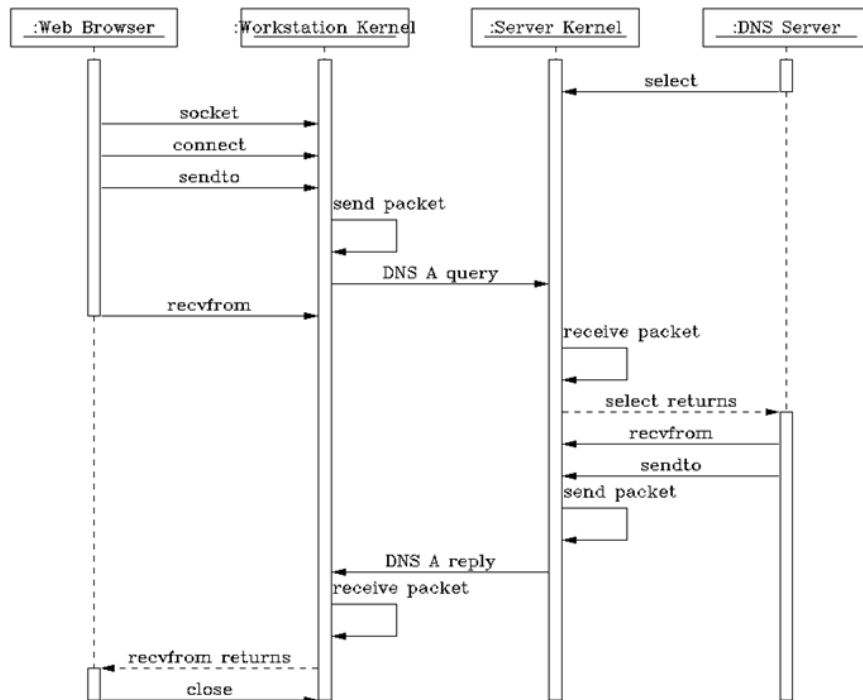 :Web Browser
:Workstation Kernel
:Server Kernel
:DNS Server
select
socket
connect
sendto
send packet
DNS A query
recvfrom
receive packet
select returns
recvfrom
sendto
send packet
DNS A reply
receive packet
recvfrom returns
close